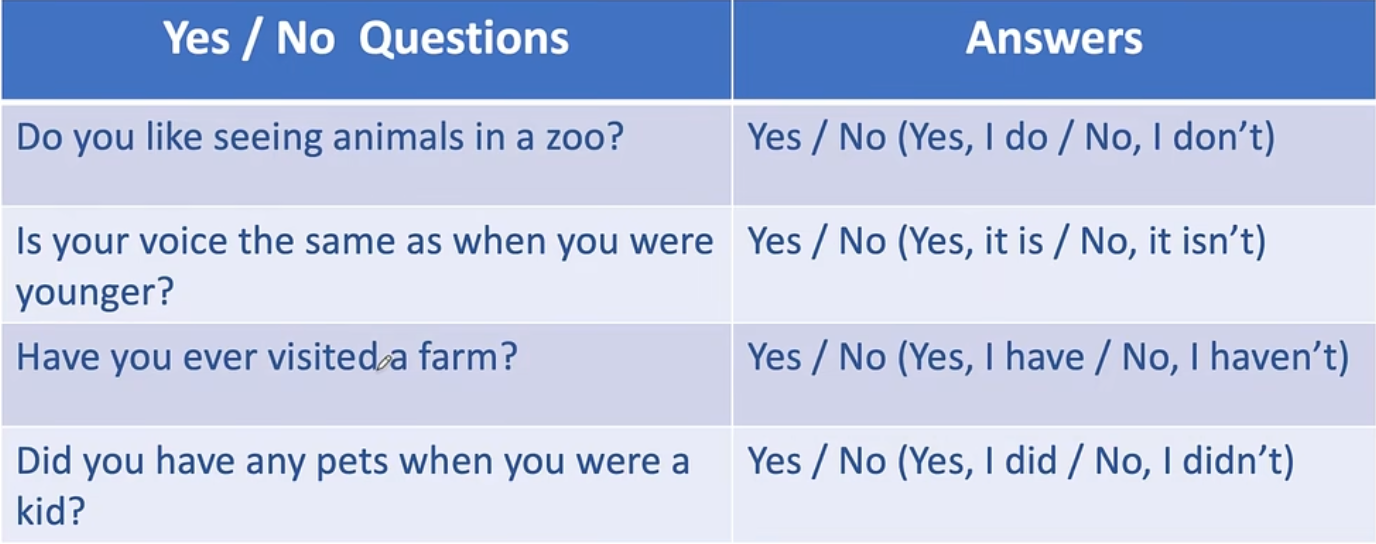 Yes / No Questions
Answers
Do you like seeing animals in a zoo?
Yes / No (Yes, I do / No, I don't)
Is your voice the same as when you were
younger?
Yes / No (Yes, it is / No, it isn't)
Have you ever visited a farm?
Yes / No (Yes, I have / No, I haven't)
Did you have any pets when you were a
kid?
Yes / No (Yes, I did / No, I didn't)